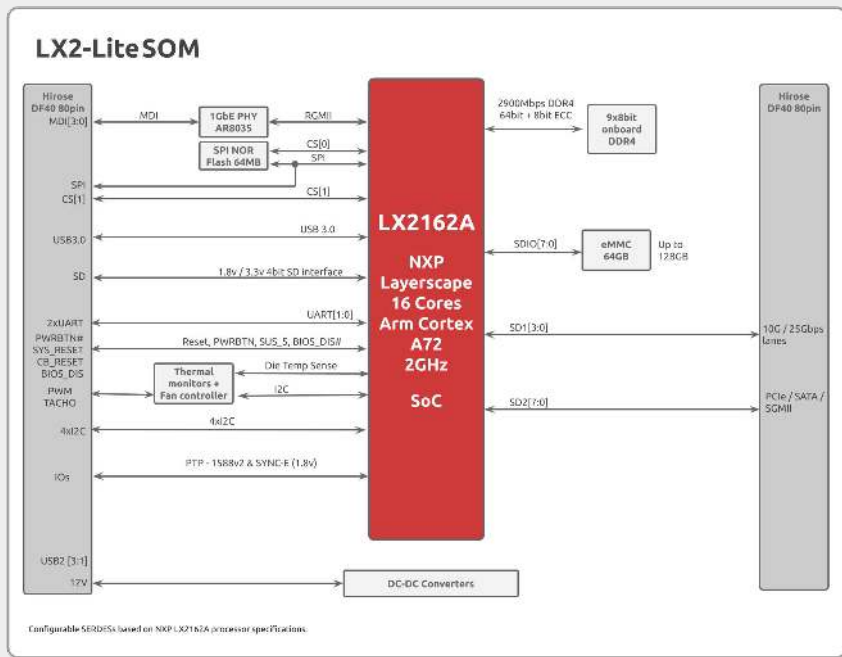 LX2-Lite SOM
Hirose
DF40 80pin
MDI[3:0]
MDI
1GbE PHY
AR8035
RGMII
SPI NOR
Flash 64MB
CS[0]
SPI
SPI
CS[1]
CS[1]
USB3.0
USB 3.0
SD
1.8v / 3.3v 4bit SD interface
2xUART
UART[1:0]
PWRBTN#
SYS_RESET
CB_RESET
BIOS_DIS
Reset, PWRBTN, SUS_S, BIOS_DIS#
PWM
TACHO
Thermal
monitors +
Fan controller
Die Temp Sense
I2C
4xI2C
4xI2C
IOs
PTP - 1588v2 & SYNC-E (1.8v)
USB2 [3:1]
12V
DC-DC Converters
LX2162A
NXP
Layerscape
16 Cores
Arm Cortex
A72
2GHz
SoC
2900Mbps DDR4
64bit + 8bit ECC
9x8bit
onboard
DDR4
SDIO[7:0]
eMMC
64GB
Up to
128GB
SD1[3:0]
SD2[7:0]
Hirose
DF40 80pin
10G / 25Gbps
lanes
PCIe / SATA /
SGMII
Configurable SERDESs based on NXP LX2162A processor specifications.